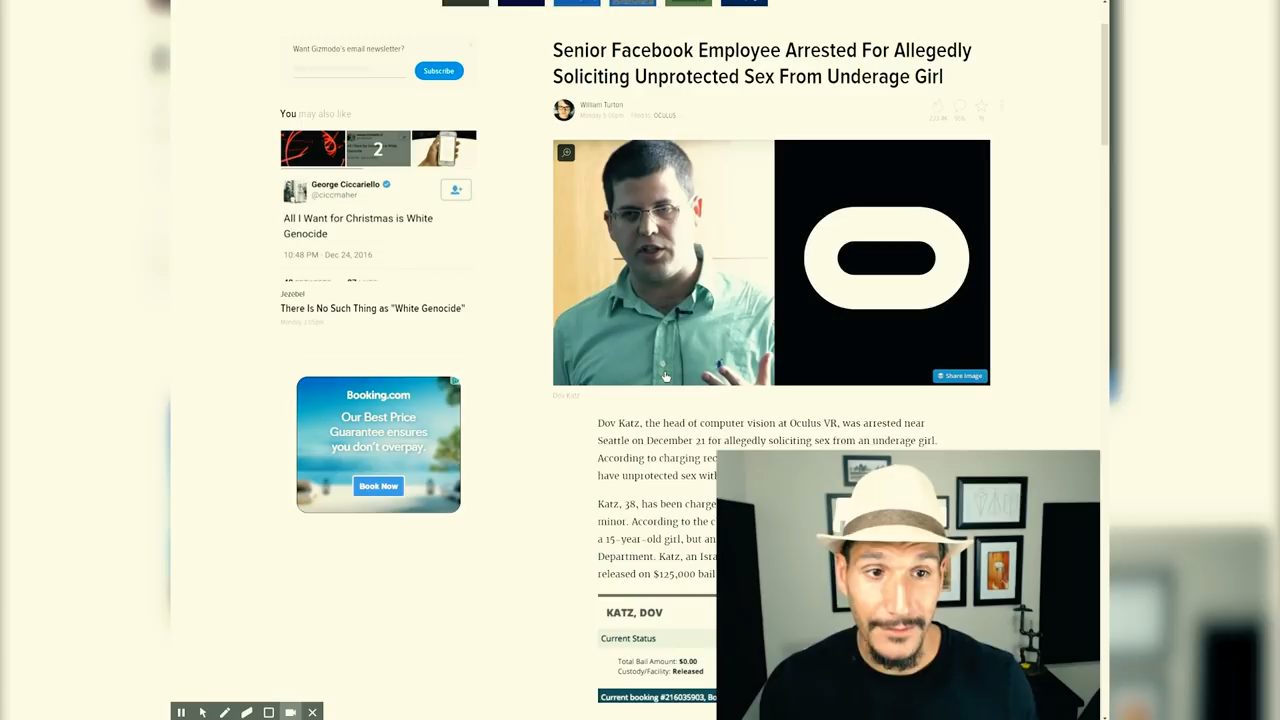 Want Gizmodo's email newsletter?
Subscribe
You may also like
2
George Ciccariello
@ciccmaher
All I Want for Christmas is White
Genocide
10:48 PM · Dec 24, 2016
Jezebel
There Is No Such Thing as "White Genocide"
Booking.com
Our Best Price
Guarantee ensures
you don't overpay.
Book Now
Senior Facebook Employee Arrested For Allegedly
Soliciting Unprotected Sex From Underage Girl
William Turton
Monday 5:00pm · Filed to: OCULUS
Share Image
Dov Katz
Dov Katz, the head of computer vision at Oculus VR, was arrested near
Seattle on December 21 for allegedly soliciting sex from an underage girl.
According to charging
have unprotected sex
Katz, 38, has been charge
minor. According to the c
a 15-year-old girl, but an
Department. Katz, an Isra
released on $125,000 bail
KATZ, DOV
Current Status
Total Bail Amount: $0.00
Custody/Facility: Released
Current booking #216035903, Bo